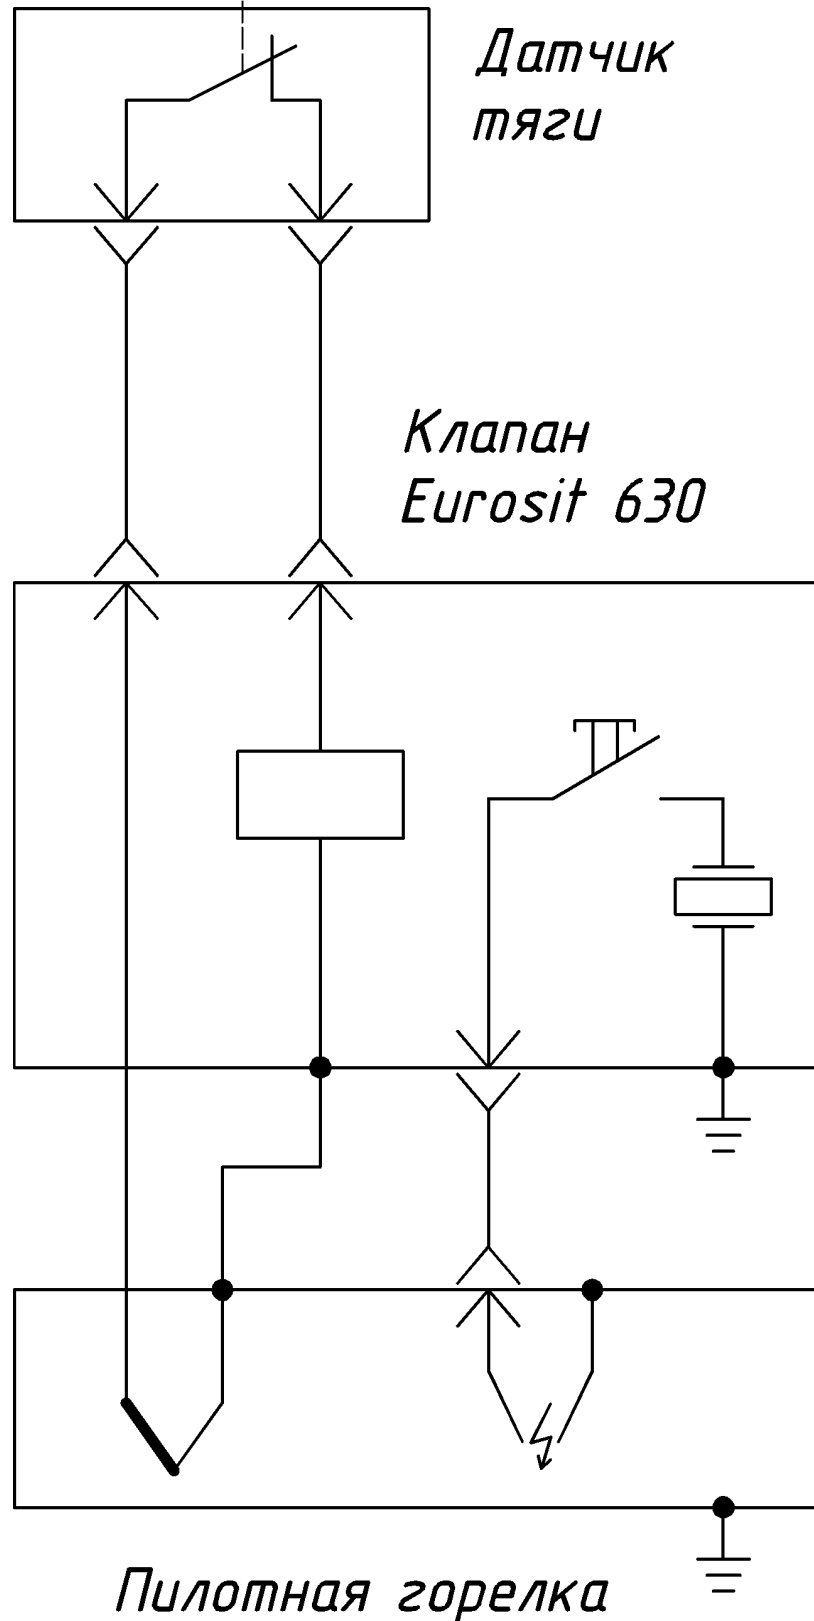 Датчик
тяги
Клапан
Eurosit 630
Пилотная горелка